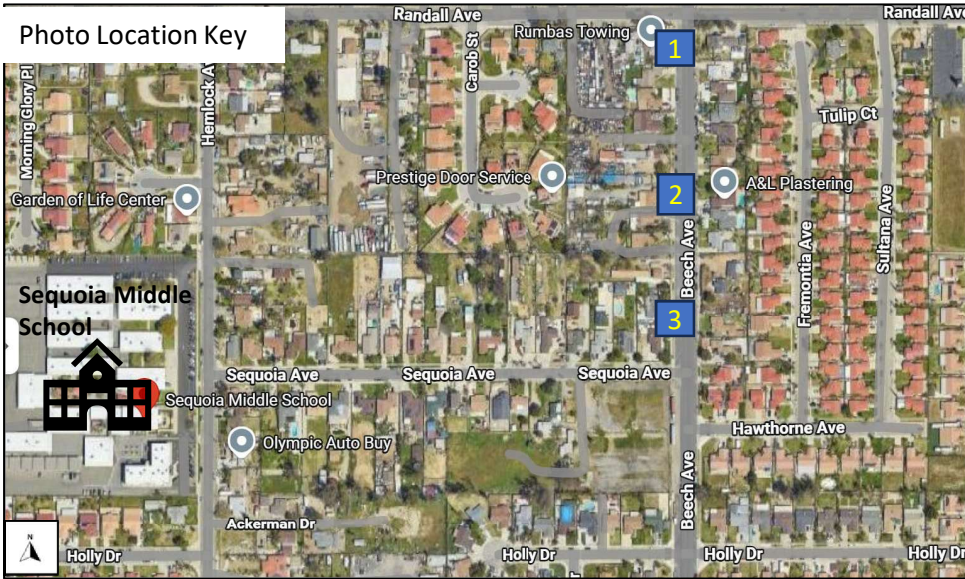 Photo Location Key
Randall Ave
Randall Ave
Rumbas Towing
1
Morning Glory Pl
Hemlock A
Carob St
Tulip Ct
Prestige Door Service
2
A&L Plastering
Garden of Life Center
Sultana Ave
Beech Ave
Fremontia Ave
Sequoia Middle
School
3
Sequoia Ave
Sequoia Ave
Sequoia Ave
Sequoia Middle School
Hawthorne Ave
Olympic Auto Buy
Beech Ave
Ackerman Dr
N
Holly Dr
Holly Dr
Holly Dr
Holly Dr